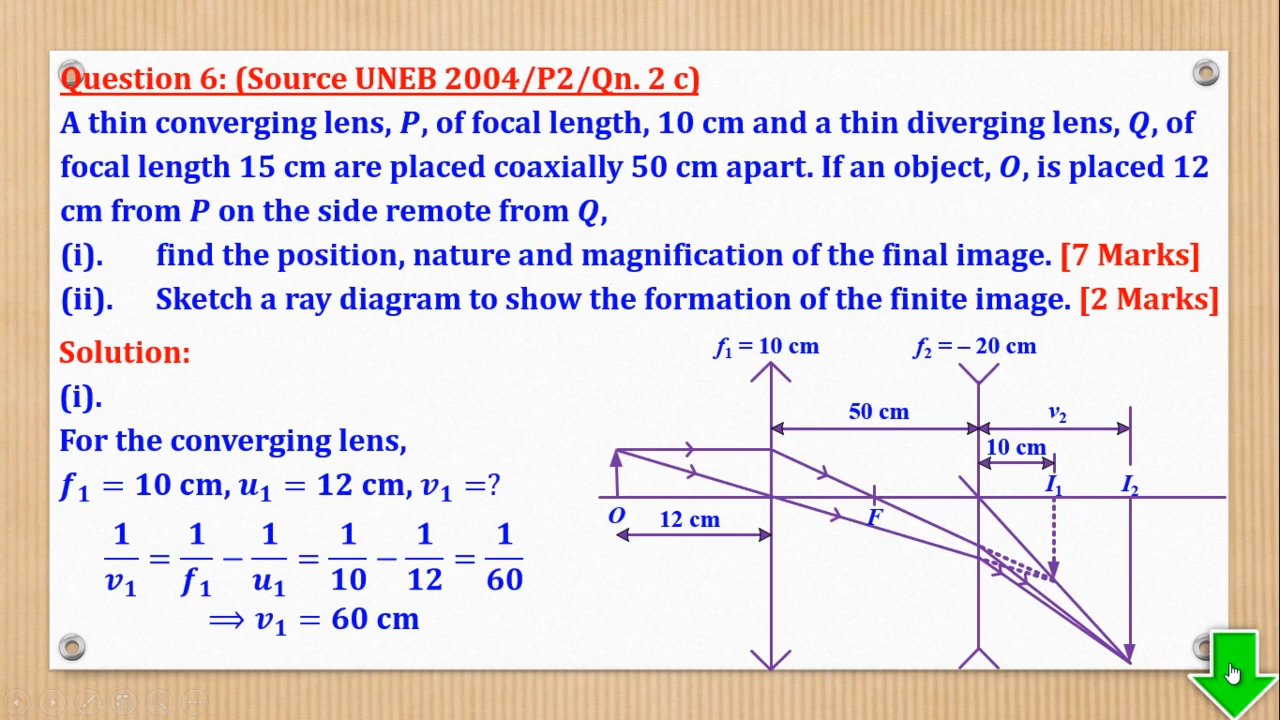 Question 6: (Source UNEB 2004/P2/Qn. 2 c)
A thin converging lens, P, of focal length, 10 cm and a thin diverging lens, Q, of
focal length 15 cm are placed coaxially 50 cm apart. If an object, O, is placed 12
cm from P on the side remote from Q,
(i). find the position, nature and magnification of the final image. [7 Marks]
(ii). Sketch a ray diagram to show the formation of the finite image. [2 Marks]
Solution:
(i).
For the converging lens,
f₁ = 10 cm, u₁ = 12 cm, v₁ =?
1/v₁ = 1/f₁ − 1/u₁ = 1/10 − 1/12 = 1/60
⟹ v₁ = 60 cm
f₁ = 10 cm f₂ = – 20 cm
50 cm v₂
10 cm
I₁ I₂
O 12 cm F